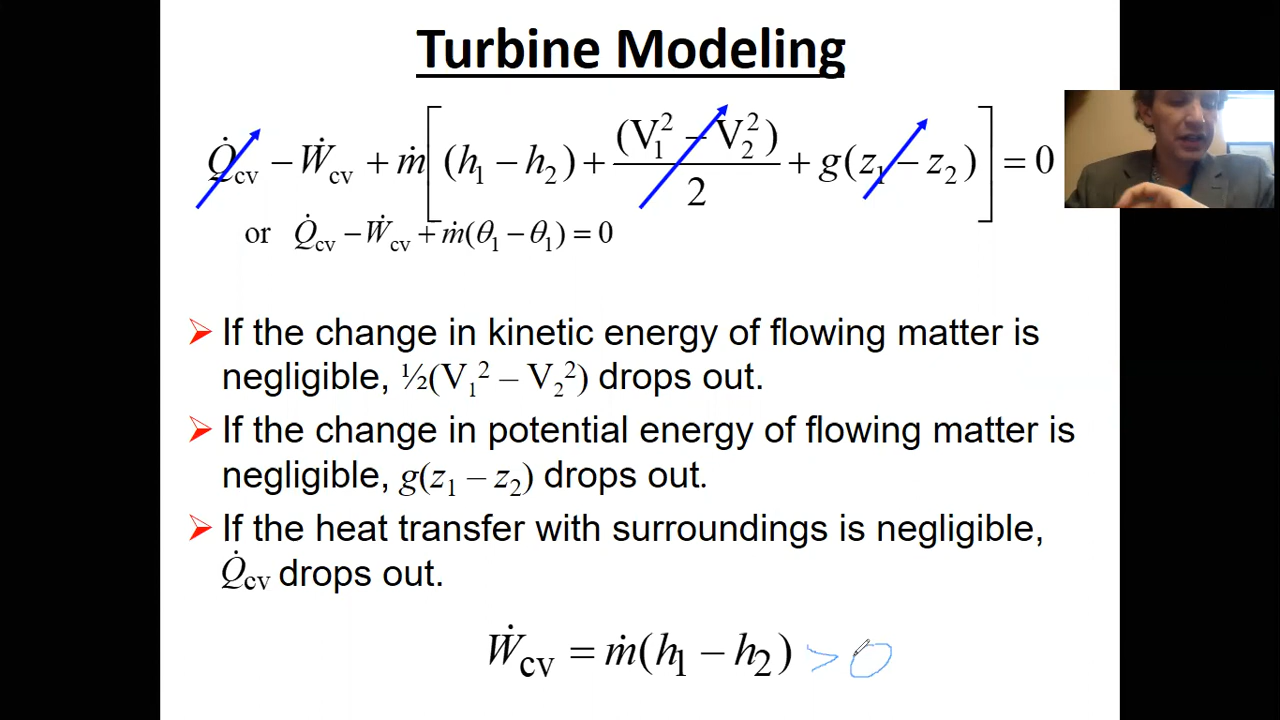 Turbine Modeling
Q̇cv − Ẇcv + ṁ[(h₁ − h₂) + (V₁² − V₂²)/2 + g(z₁ − z₂)] = 0
or Q̇cv − Ẇcv + ṁ(θ₁ − θ₁) = 0
➢ If the change in kinetic energy of flowing matter is
negligible, ½(V₁² – V₂²) drops out.
➢ If the change in potential energy of flowing matter is
negligible, g(z₁ – z₂) drops out.
➢ If the heat transfer with surroundings is negligible,
Q̇cv drops out.
Ẇcv = ṁ(h₁ − h₂) > 0